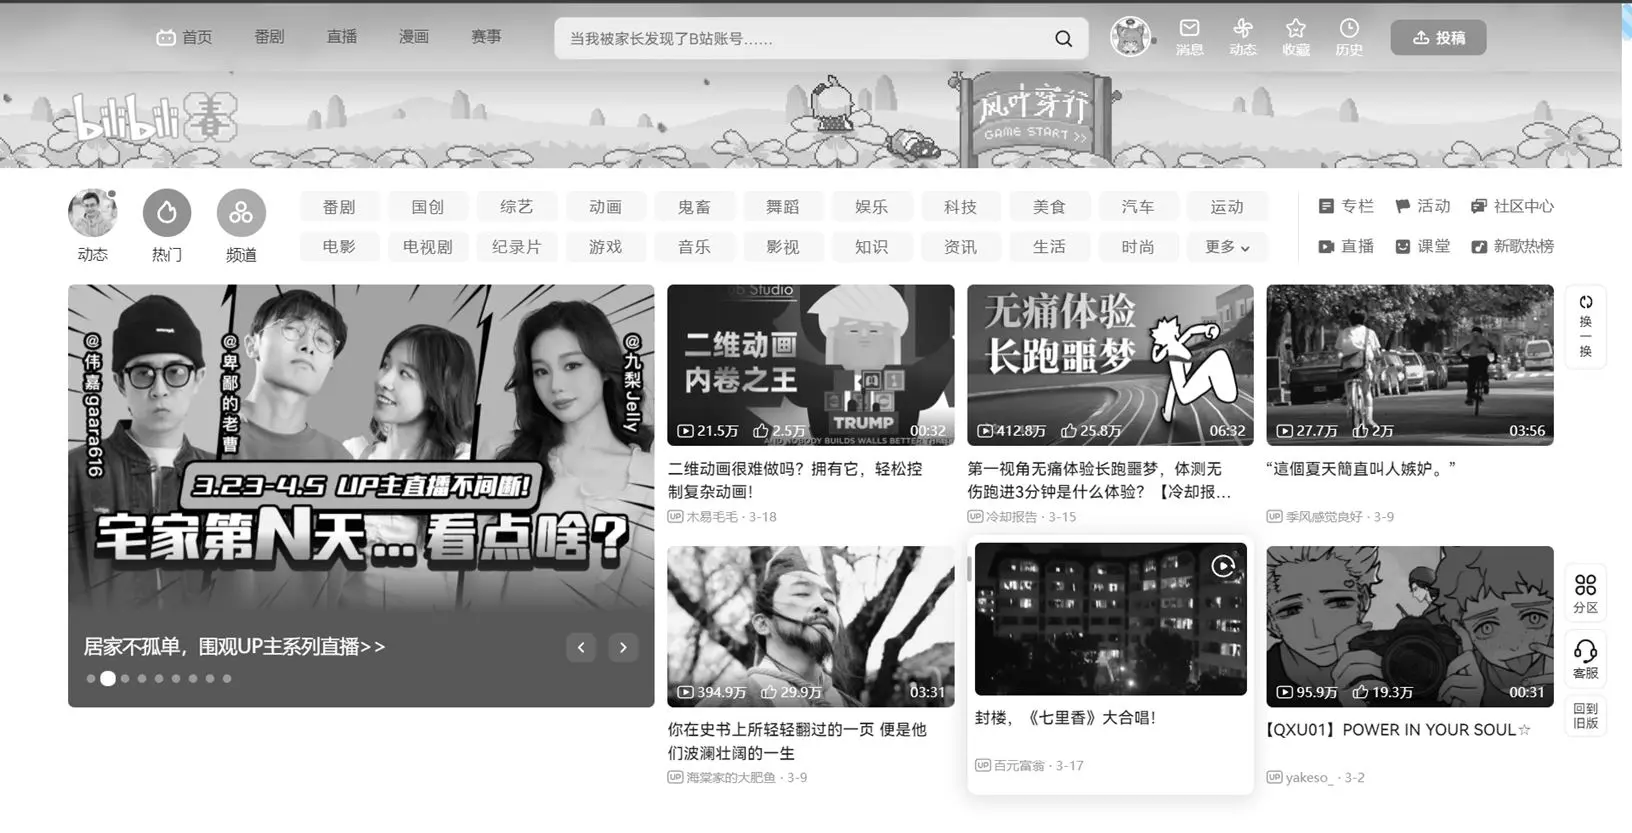 首页
番剧
直播
漫画
赛事
当我被家长发现了B站账号……
消息
动态
收藏
历史
投稿
bilibili 春
风叶穿行
GAME START >>
动态
热门
频道
番剧
国创
综艺
动画
鬼畜
舞蹈
娱乐
科技
美食
汽车
运动
电影
电视剧
纪录片
游戏
音乐
影视
知识
资讯
生活
时尚
更多
专栏
活动
社区中心
直播
课堂
新歌热榜
@伟嘉gaara616
@卑鄙的老曹
@九梨Jelly
3.23-4.5 UP主直播不间断!
宅家第N天...看点啥?
居家不孤单，围观UP主系列直播>>
Studio
二维动画
内卷之王
TRUMP
AND NOBODY BUILDS WALLS BETTER THAN
21.5万
2.5万
00:32
二维动画很难做吗？拥有它，轻松控
制复杂动画！
UP 木易毛毛 · 3-18
无痛体验
长跑噩梦
412.8万
25.8万
06:32
第一视角无痛体验长跑噩梦，体测无
伤跑进3分钟是什么体验？【冷却报...
UP 冷却报告 · 3-15
27.7万
2万
03:56
“這個夏天簡直叫人嫉妒。”
UP 季风感觉良好 · 3-9
换一换
394.9万
29.9万
03:31
你在史书上所轻轻翻过的一页 便是他
们波澜壮阔的一生
UP 海棠家的大肥鱼 · 3-9
封楼，《七里香》大合唱！
UP 百元富翁 · 3-17
95.9万
19.3万
00:31
【QXU01】POWER IN YOUR SOUL☆
UP yakeso_ · 3-2
分区
客服
回到
旧版